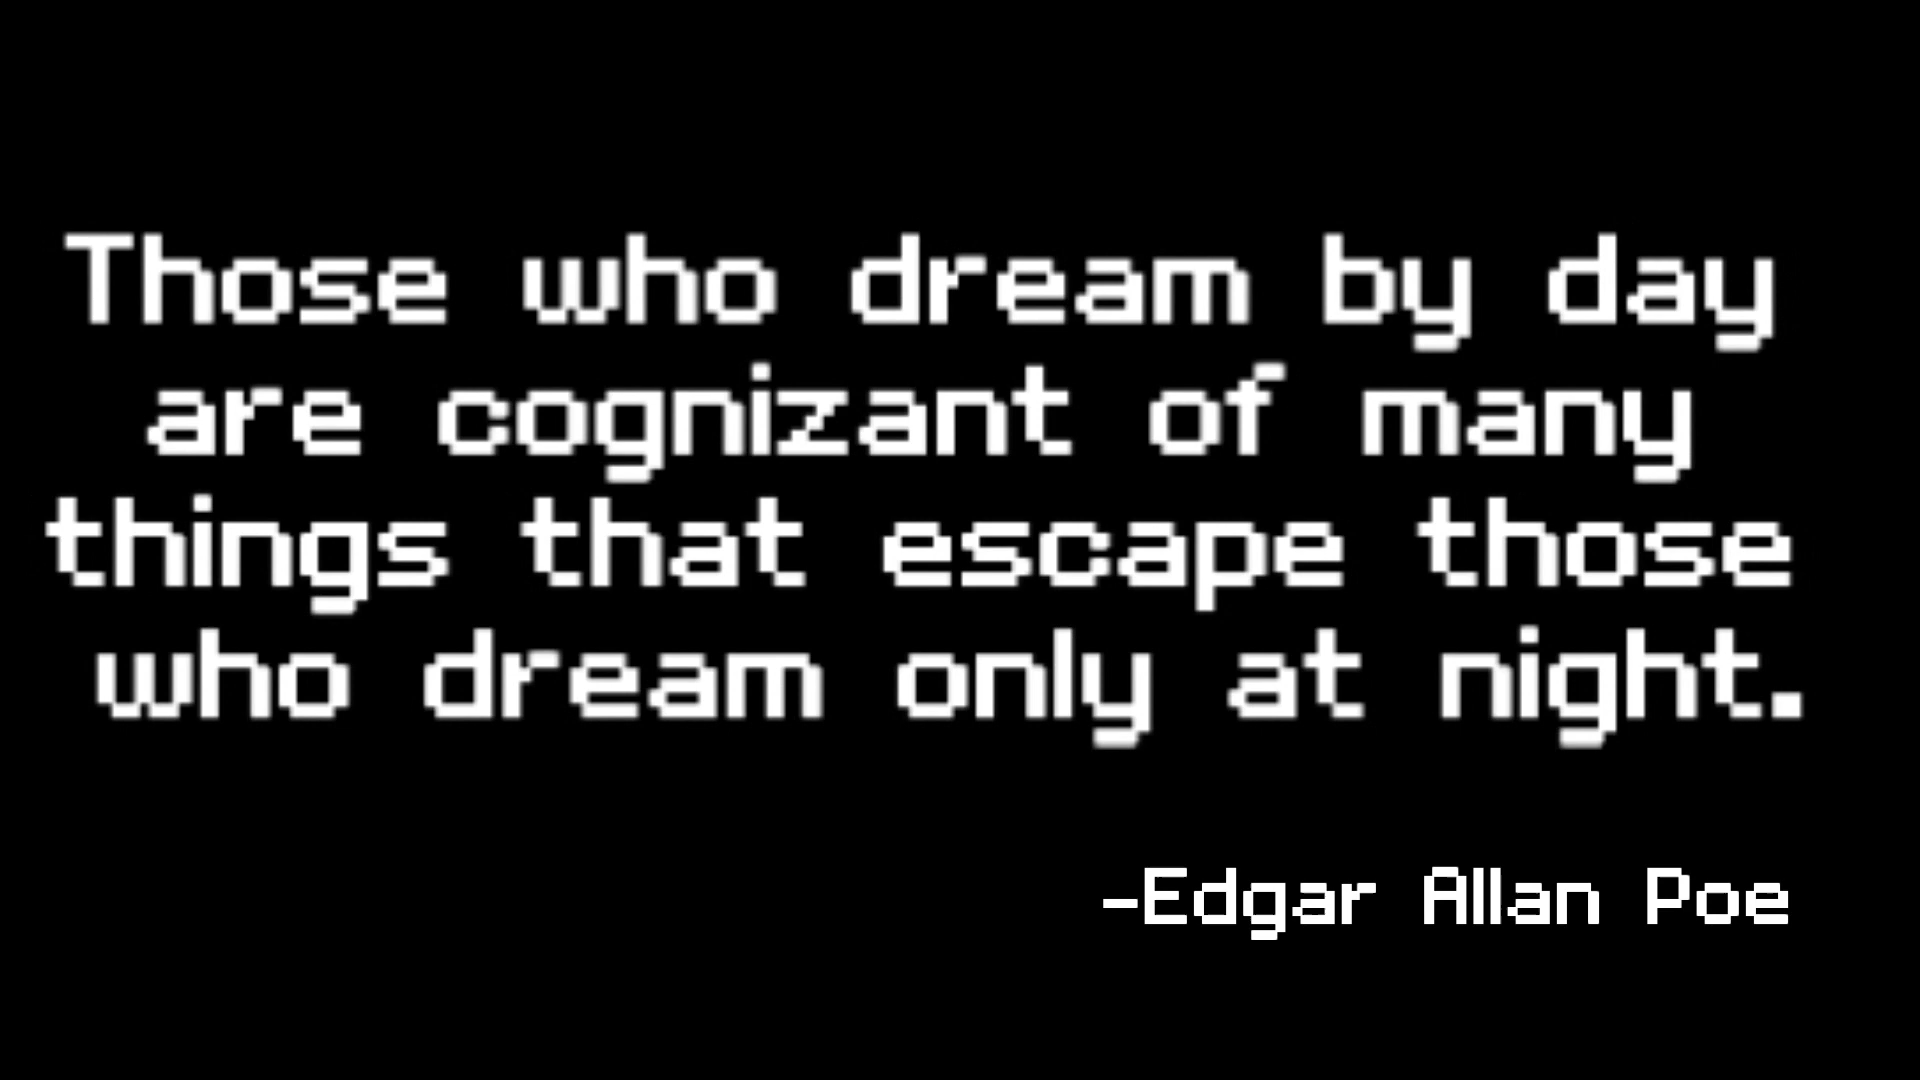 Those who dream by day
are cognizant of many
things that escape those
who dream only at night.
-Edgar Allan Poe